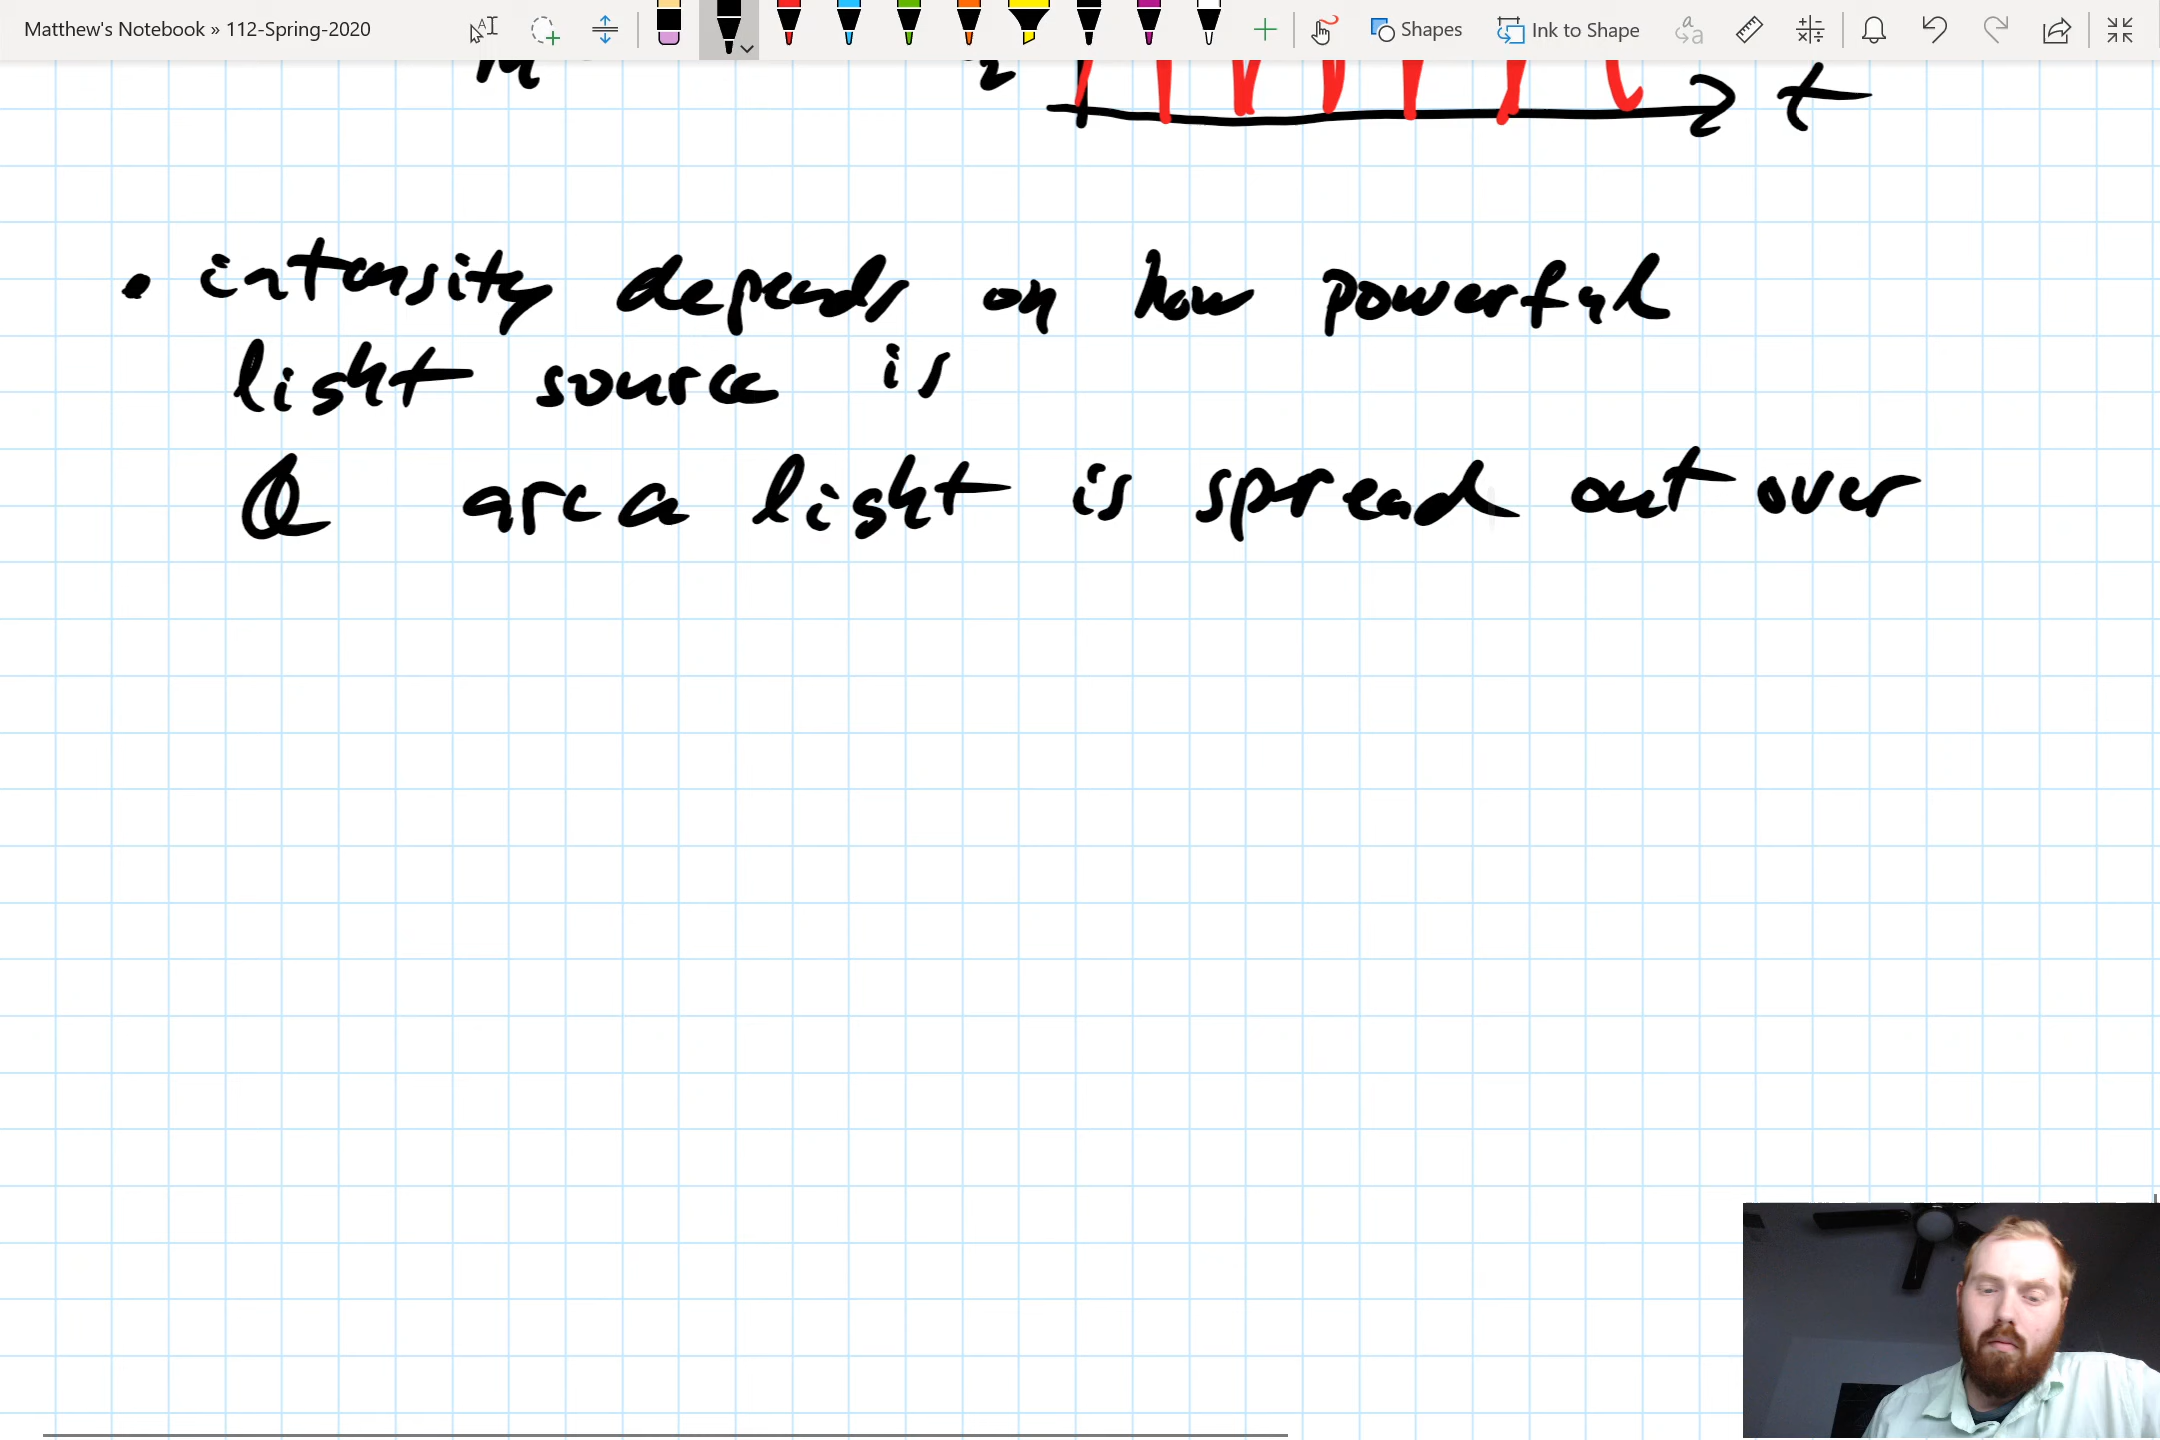 Matthew's Notebook » 112-Spring-2020 Shapes Ink to Shape
t
• intensity depends on how powerful
light source is
& area light is spread out over